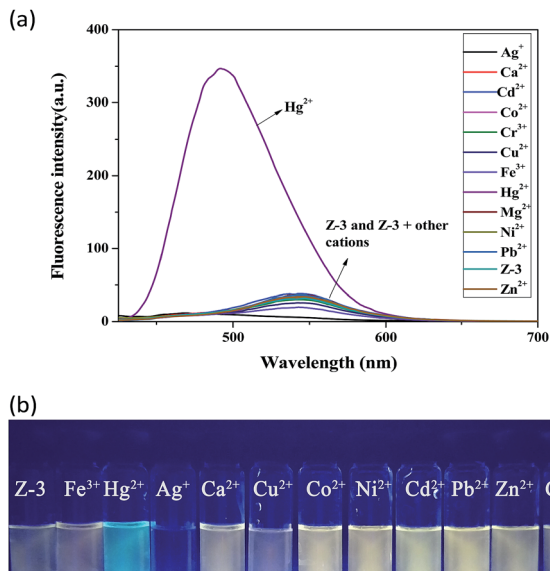 (a)
400
300
200
100
0
500
600
700
Fluorescence intensity(a.u.)
Wavelength (nm)
Hg²⁺
Z-3 and Z-3 + other
cations
Ag⁺
Ca²⁺
Cd²⁺
Co²⁺
Cr³⁺
Cu²⁺
Fe³⁺
Hg²⁺
Mg²⁺
Ni²⁺
Pb²⁺
Z-3
Zn²⁺
(b)
Z-3 Fe³⁺ Hg²⁺ Ag⁺ Ca²⁺ Cu²⁺ Co²⁺ Ni²⁺ Cd²⁺ Pb²⁺ Zn²⁺